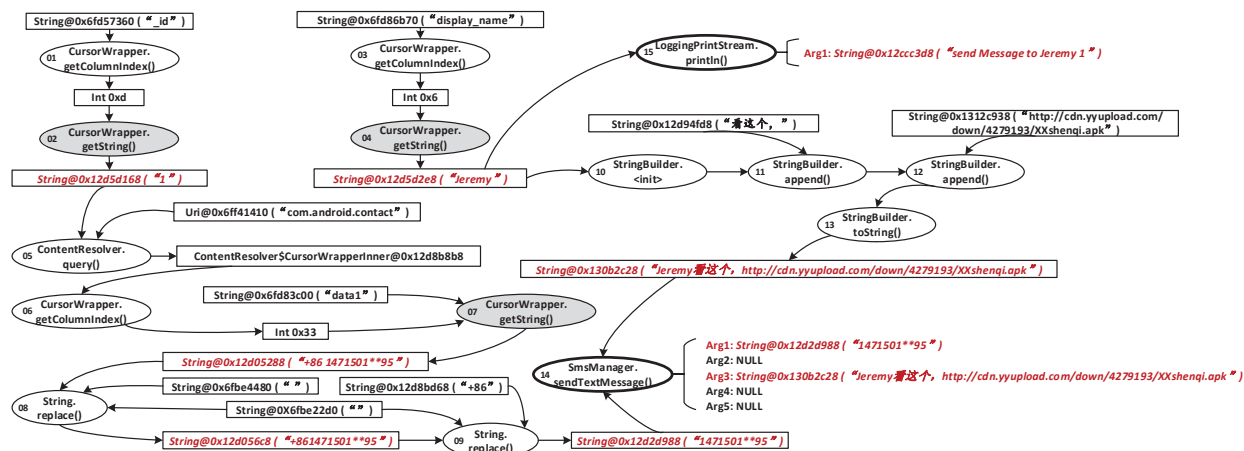 String@0x6fd57360 (“_id”)
01 CursorWrapper.
getColumnIndex()
Int 0xd
02 CursorWrapper.
getString()
String@0x12d5d168 (“1”)
String@0x6fd86b70 (“display_name”)
03 CursorWrapper.
getColumnIndex()
Int 0x6
04 CursorWrapper.
getString()
String@0x12d5d2e8 (“Jeremy”)
15 LoggingPrintStream.
println()
Arg1: String@0x12ccc3d8 (“send Message to Jeremy 1”)
String@0x12d94fd8 (“看这个，”)
String@0x1312c938 (“http://cdn.yyupload.com/
down/4279193/XXshenqi.apk”)
10 StringBuilder.
<init>
11 StringBuilder.
append()
12 StringBuilder.
append()
13 StringBuilder.
toString()
Uri@0x6ff41410 (“com.android.contact”)
05 ContentResolver.
query()
ContentResolver$CursorWrapperInner@0x12d8b8b8
String@0x130b2c28 (“Jeremy看这个，http://cdn.yyupload.com/down/4279193/XXshenqi.apk”)
06 CursorWrapper.
getColumnIndex()
String@0x6fd83c00 (“data1”)
Int 0x33
07 CursorWrapper.
getString()
String@0x12d05288 (“+86 1471501**95”)
String@0x6fbe4480 (“ ”)
String@0x12d8bd68 (“+86”)
08 String.
replace()
String@0X6fbe22d0 (“”)
String@0x12d056c8 (“+861471501**95”)
09 String.
replace()
String@0x12d2d988 (“1471501**95”)
14 SmsManager.
sendTextMessage()
Arg1: String@0x12d2d988 (“1471501**95”)
Arg2: NULL
Arg3: String@0x130b2c28 (“Jeremy看这个，http://cdn.yyupload.com/down/4279193/XXshenqi.apk”)
Arg4: NULL
Arg5: NULL